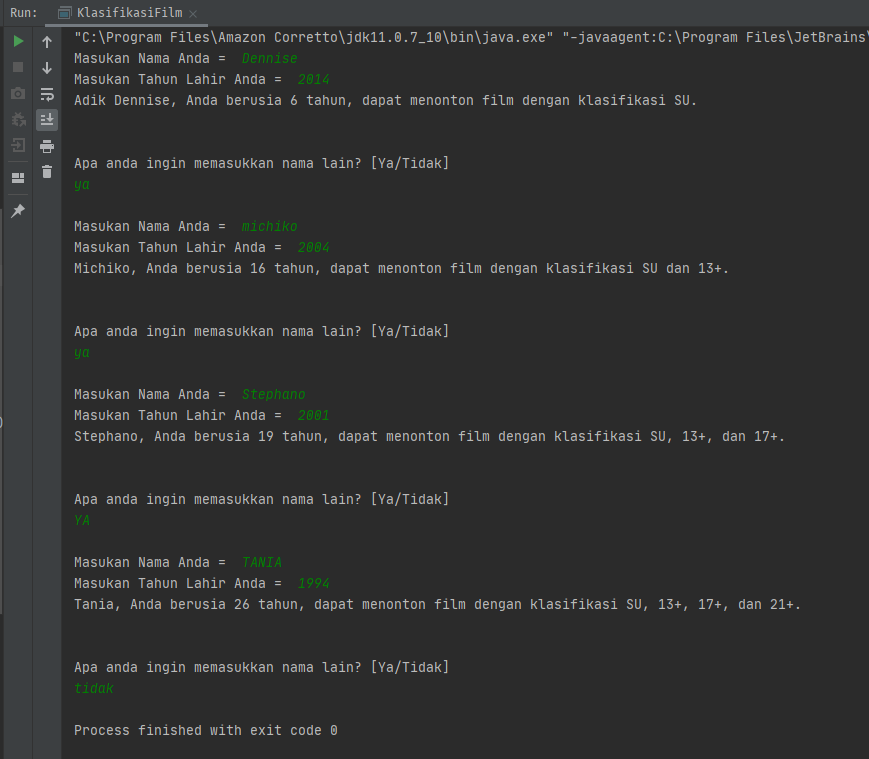 Run: KlasifikasiFilm
"C:\Program Files\Amazon Corretto\jdk11.0.7_10\bin\java.exe" "-javaagent:C:\Program Files\JetBrains\
Masukan Nama Anda = Dennise
Masukan Tahun Lahir Anda = 2014
Adik Dennise, Anda berusia 6 tahun, dapat menonton film dengan klasifikasi SU.
Apa anda ingin memasukkan nama lain? [Ya/Tidak]
ya
Masukan Nama Anda = michiko
Masukan Tahun Lahir Anda = 2004
Michiko, Anda berusia 16 tahun, dapat menonton film dengan klasifikasi SU dan 13+.
Apa anda ingin memasukkan nama lain? [Ya/Tidak]
ya
Masukan Nama Anda = Stephano
Masukan Tahun Lahir Anda = 2001
Stephano, Anda berusia 19 tahun, dapat menonton film dengan klasifikasi SU, 13+, dan 17+.
Apa anda ingin memasukkan nama lain? [Ya/Tidak]
YA
Masukan Nama Anda = TANIA
Masukan Tahun Lahir Anda = 1994
Tania, Anda berusia 26 tahun, dapat menonton film dengan klasifikasi SU, 13+, 17+, dan 21+.
Apa anda ingin memasukkan nama lain? [Ya/Tidak]
tidak
Process finished with exit code 0